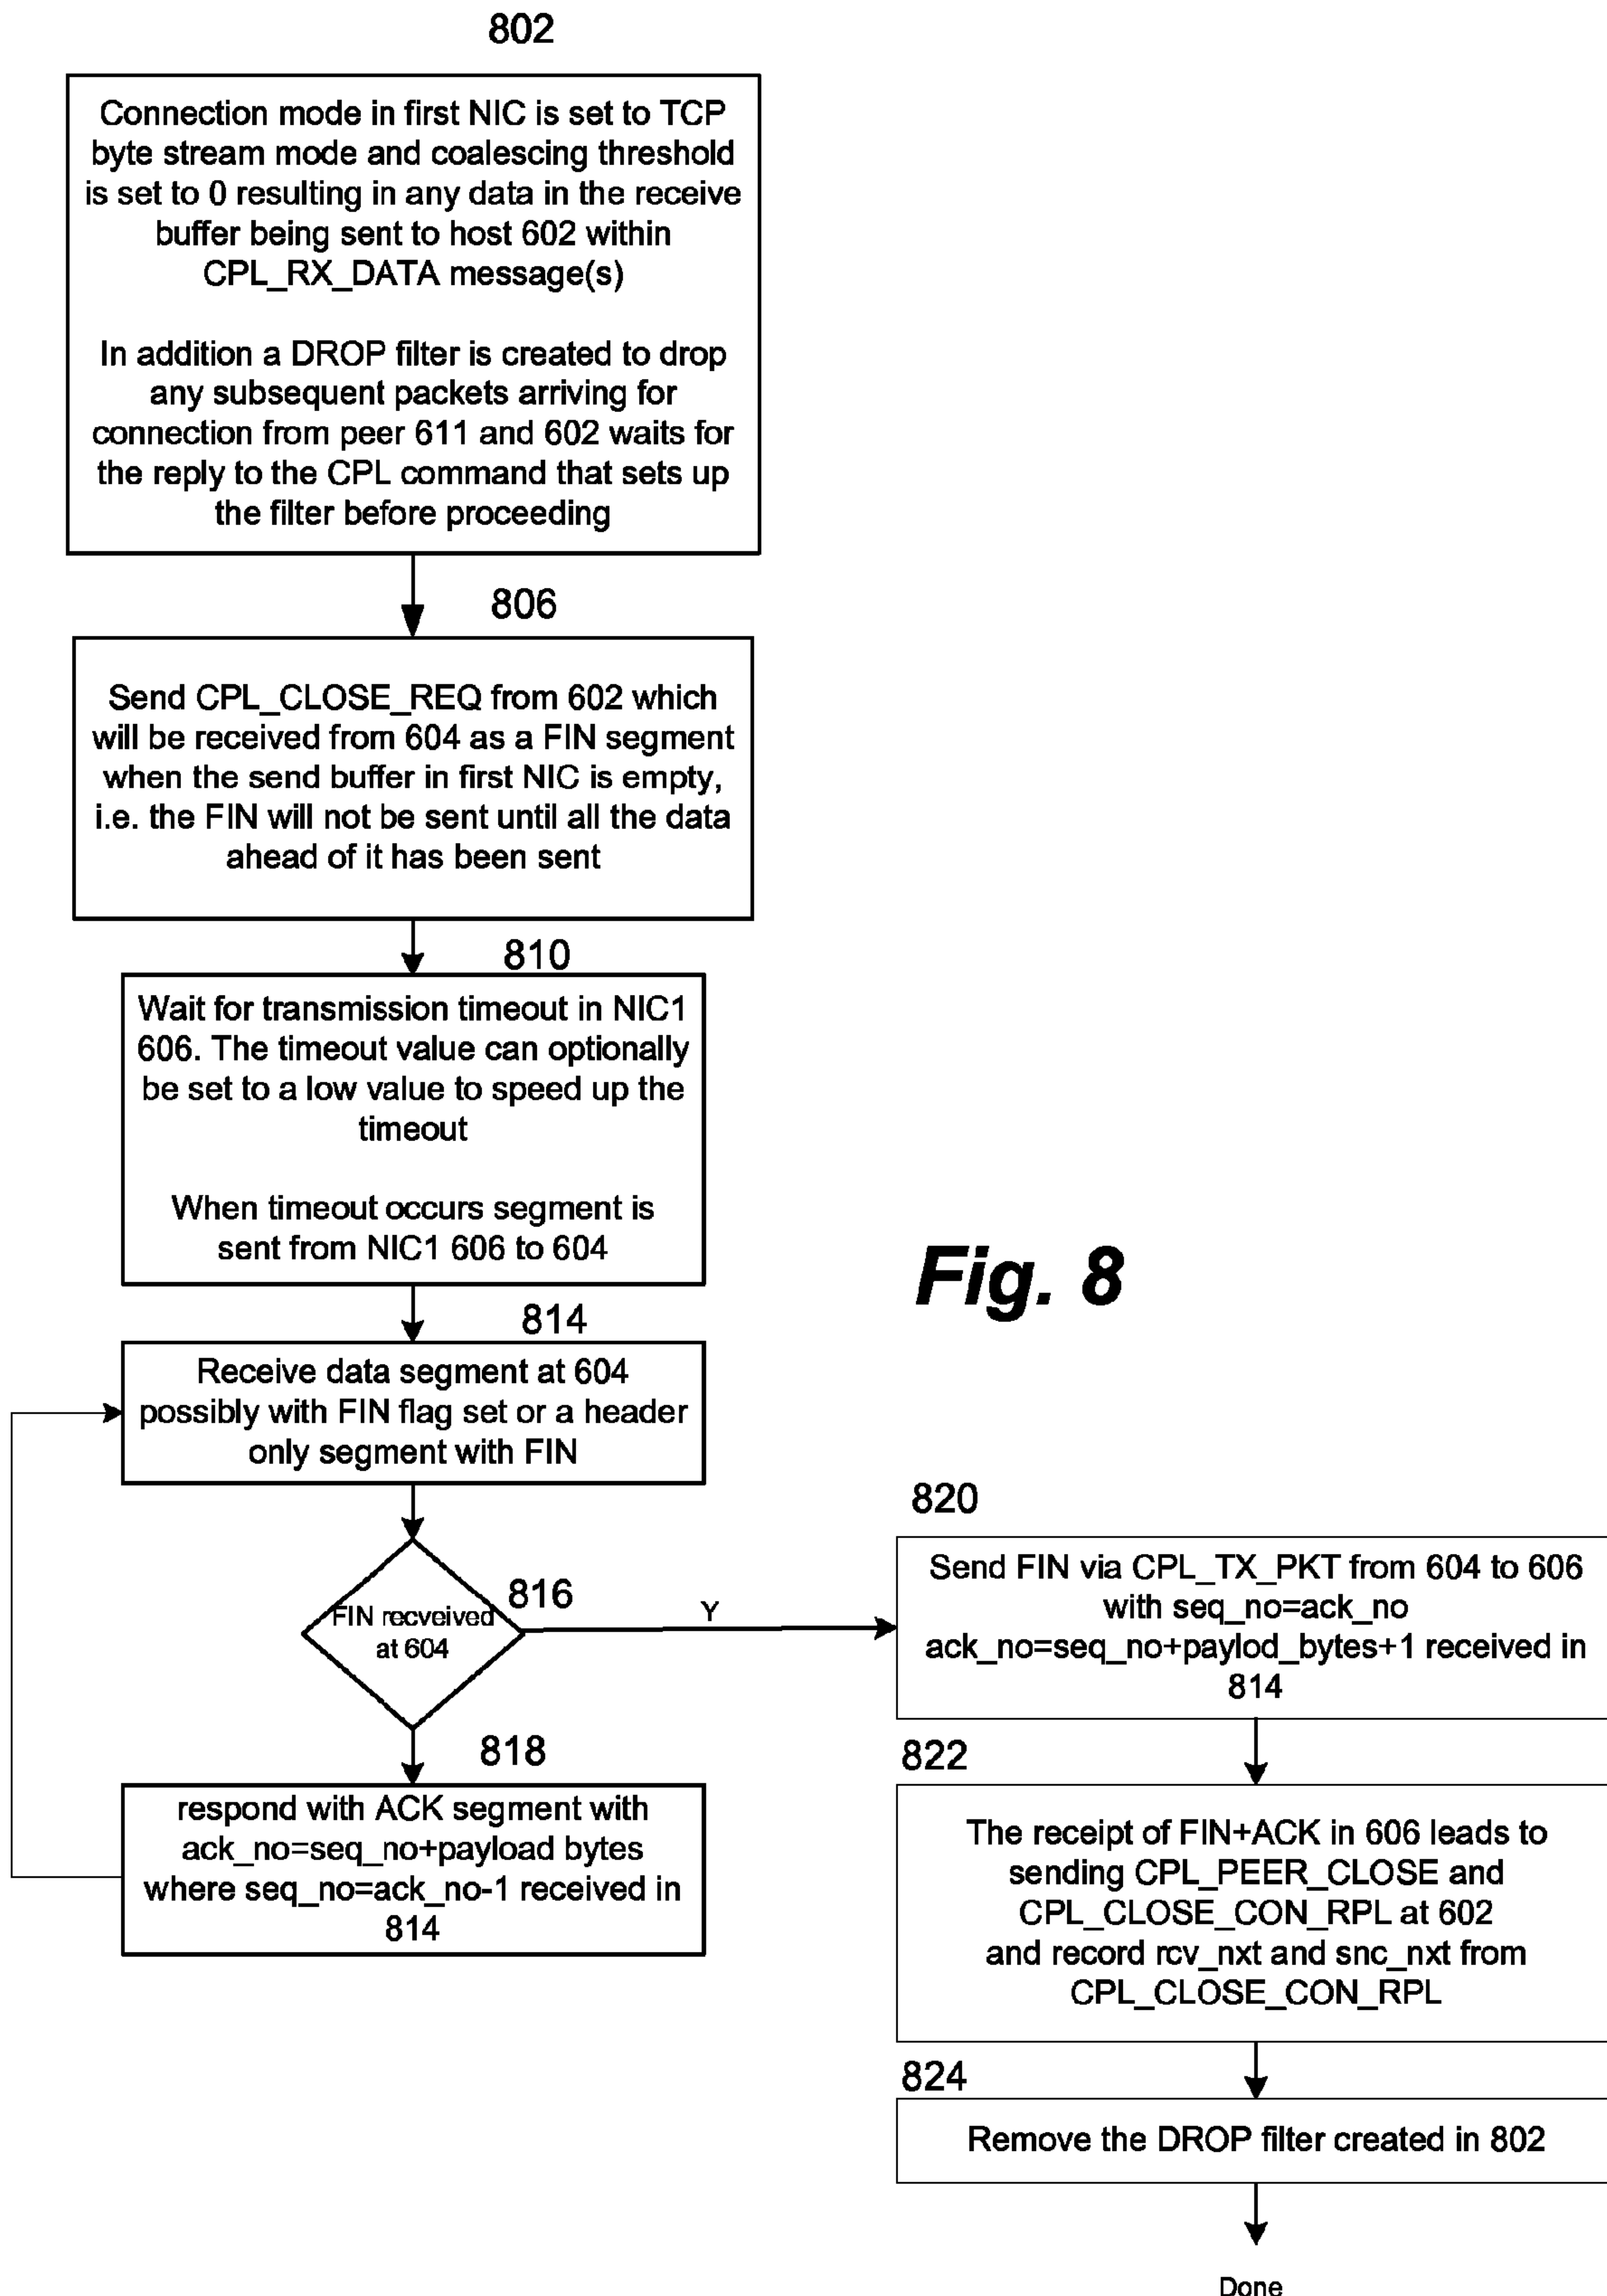 802
Connection mode in first NIC is set to TCP
byte stream mode and coalescing threshold
is set to 0 resulting in any data in the receive
buffer being sent to host 602 within
CPL_RX_DATA message(s)
In addition a DROP filter is created to drop
any subsequent packets arriving for
connection from peer 611 and 602 waits for
the reply to the CPL command that sets up
the filter before proceeding
806
Send CPL_CLOSE_REQ from 602 which
will be received from 604 as a FIN segment
when the send buffer in first NIC is empty,
i.e. the FIN will not be sent until all the data
ahead of it has been sent
810
Wait for transmission timeout in NIC1
606. The timeout value can optionally
be set to a low value to speed up the
timeout
When timeout occurs segment is
sent from NIC1 606 to 604
814
Receive data segment at 604
possibly with FIN flag set or a header
only segment with FIN
816
FIN recveived
at 604
Y
818
respond with ACK segment with
ack_no=seq_no+payload bytes
where seq_no=ack_no-1 received in
814
Fig. 8
820
Send FIN via CPL_TX_PKT from 604 to 606
with seq_no=ack_no
ack_no=seq_no+paylod_bytes+1 received in
814
822
The receipt of FIN+ACK in 606 leads to
sending CPL_PEER_CLOSE and
CPL_CLOSE_CON_RPL at 602
and record rcv_nxt and snc_nxt from
CPL_CLOSE_CON_RPL
824
Remove the DROP filter created in 802
Done